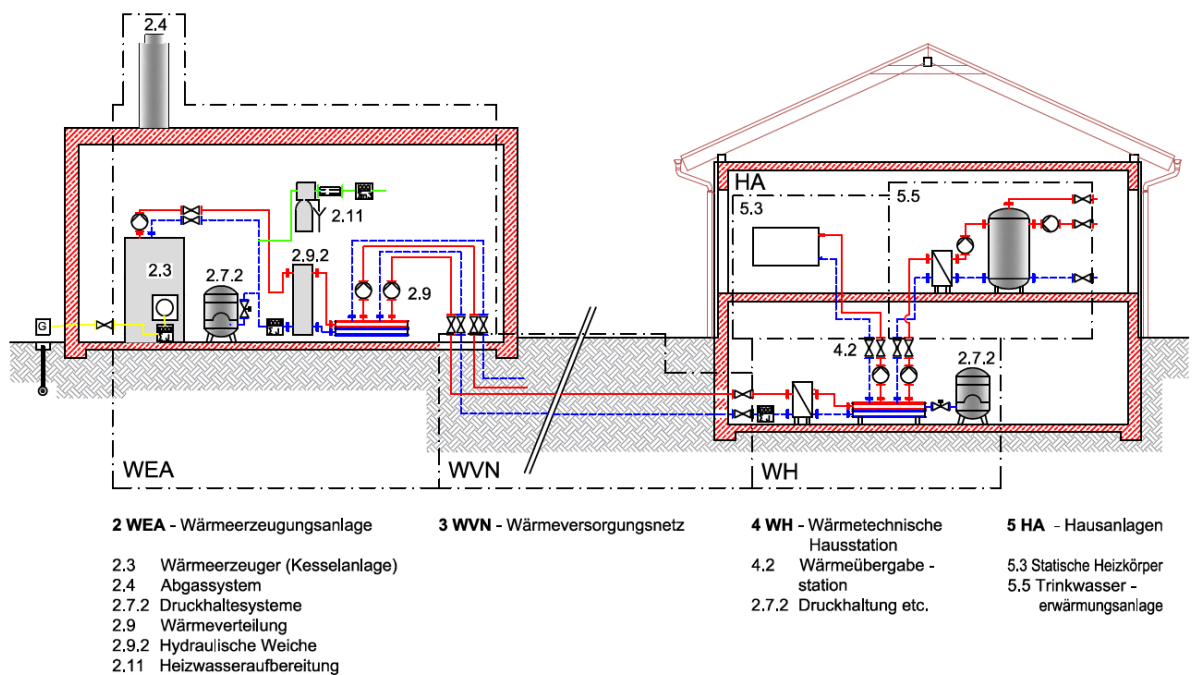 2.4
HA
5.3
5.5
2.11
2.3
2.7.2
2.9.2
2.9
G
4.2
2.7.2
WEA
WVN
WH
2 WEA - Wärmeerzeugungsanlage
2.3 Wärmeerzeuger (Kesselanlage)
2.4 Abgassystem
2.7.2 Druckhaltesysteme
2.9 Wärmeverteilung
2.9.2 Hydraulische Weiche
2.11 Heizwasseraufbereitung
3 WVN - Wärmeversorgungsnetz
4 WH - Wärmetechnische
Hausstation
4.2 Wärmeübergabe -
station
2.7.2 Druckhaltung etc.
5 HA - Hausanlagen
5.3 Statische Heizkörper
5.5 Trinkwasser -
erwärmungsanlage